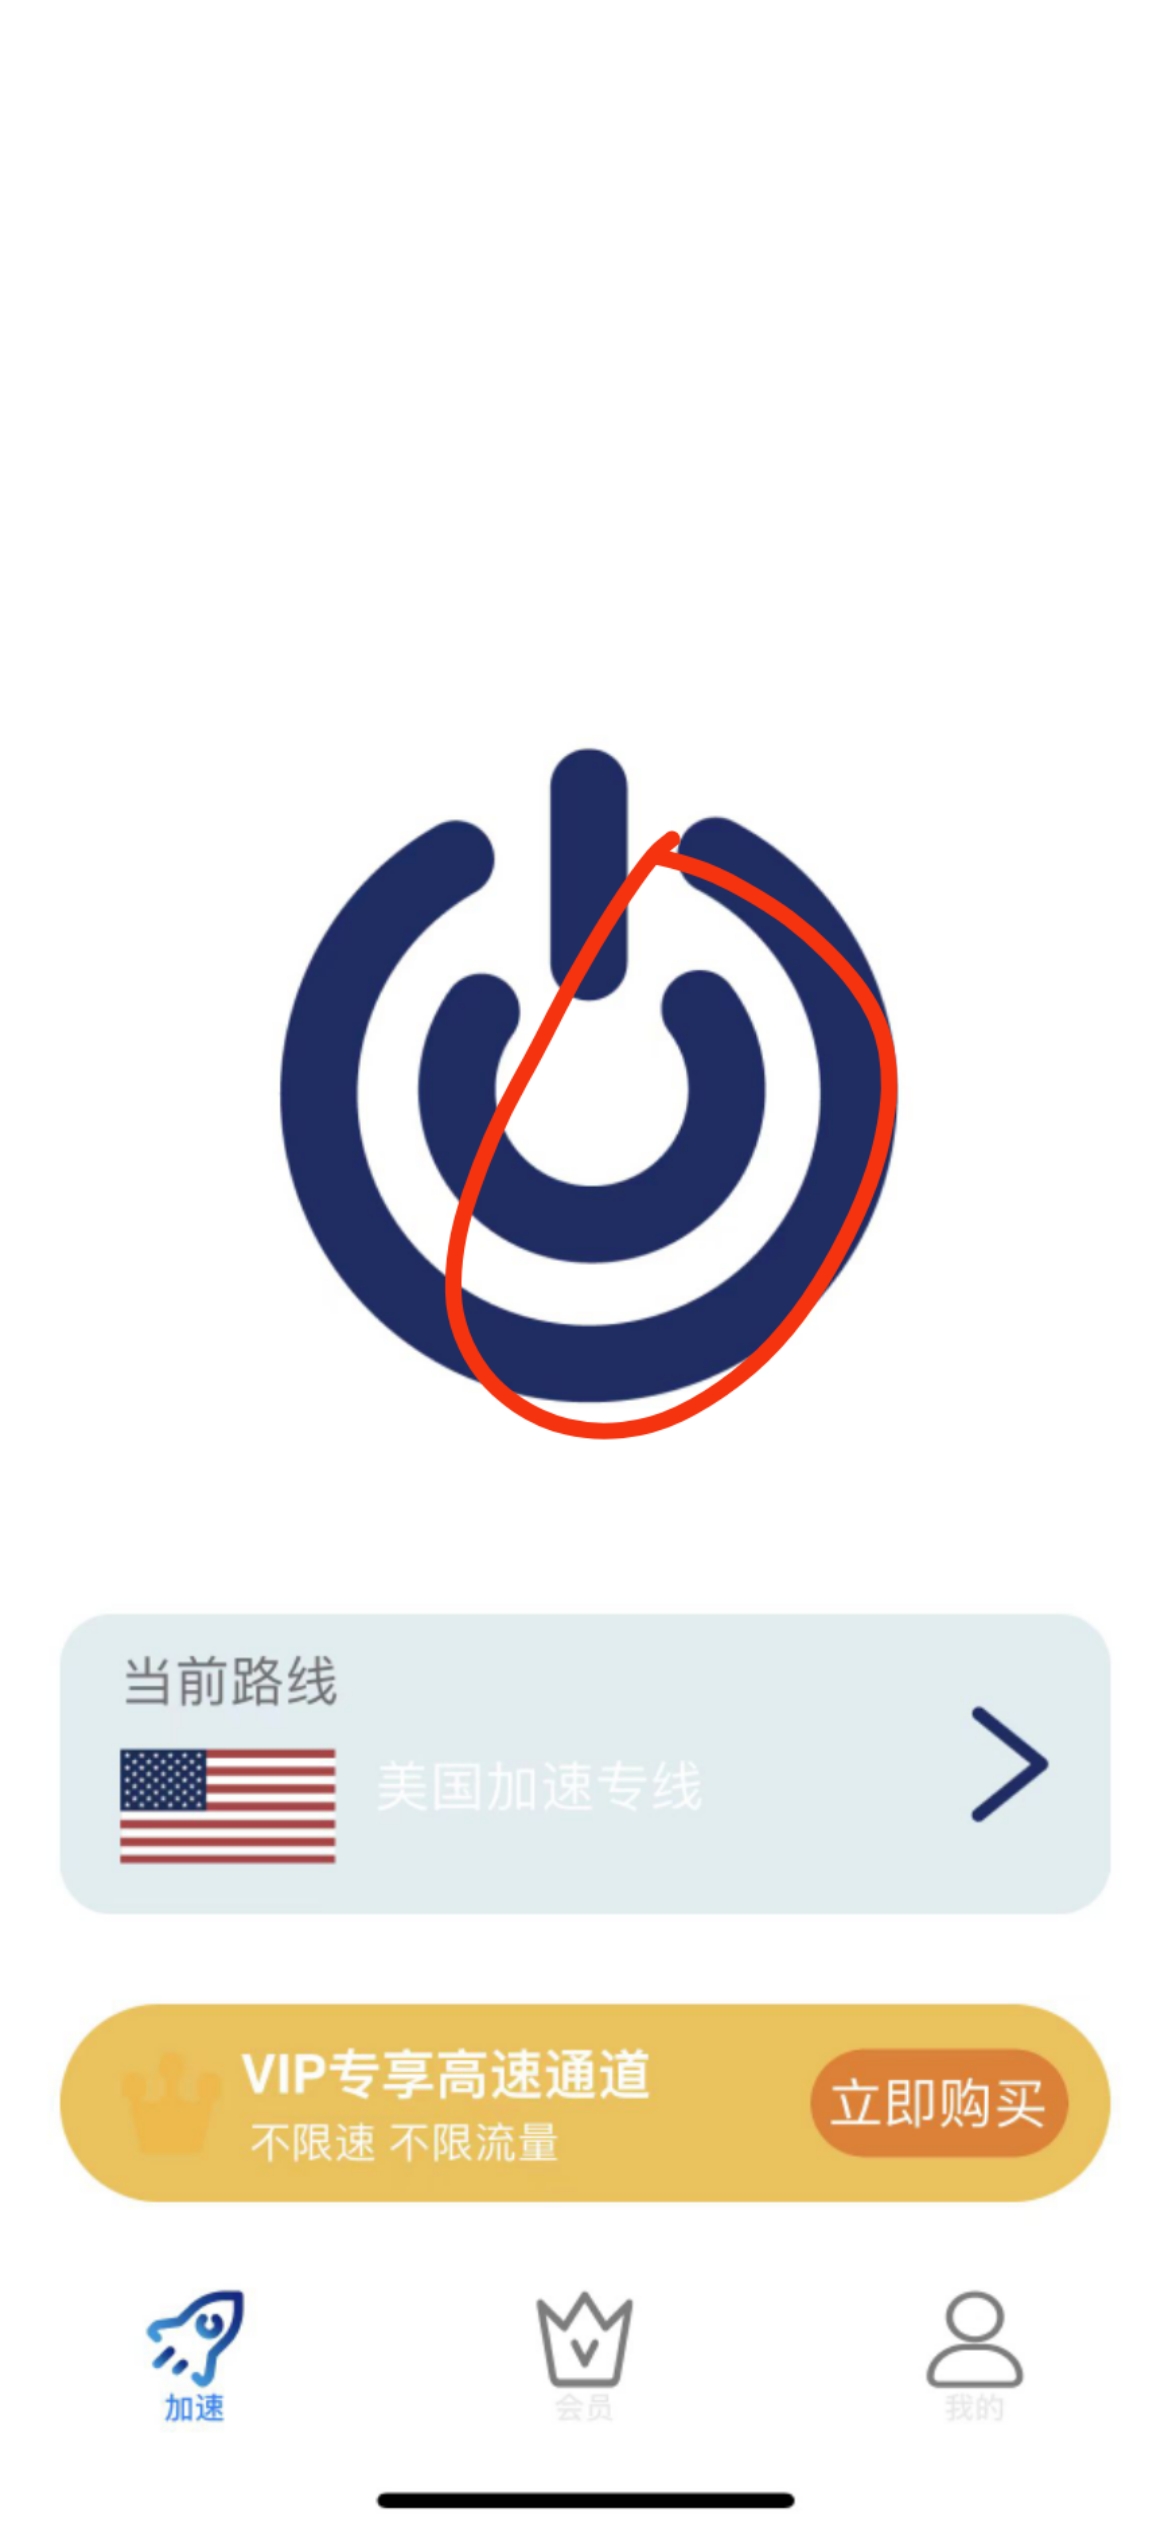 当前路线
美国加速专线
VIP专享高速通道
不限速 不限流量
立即购买
加速
会员
我的